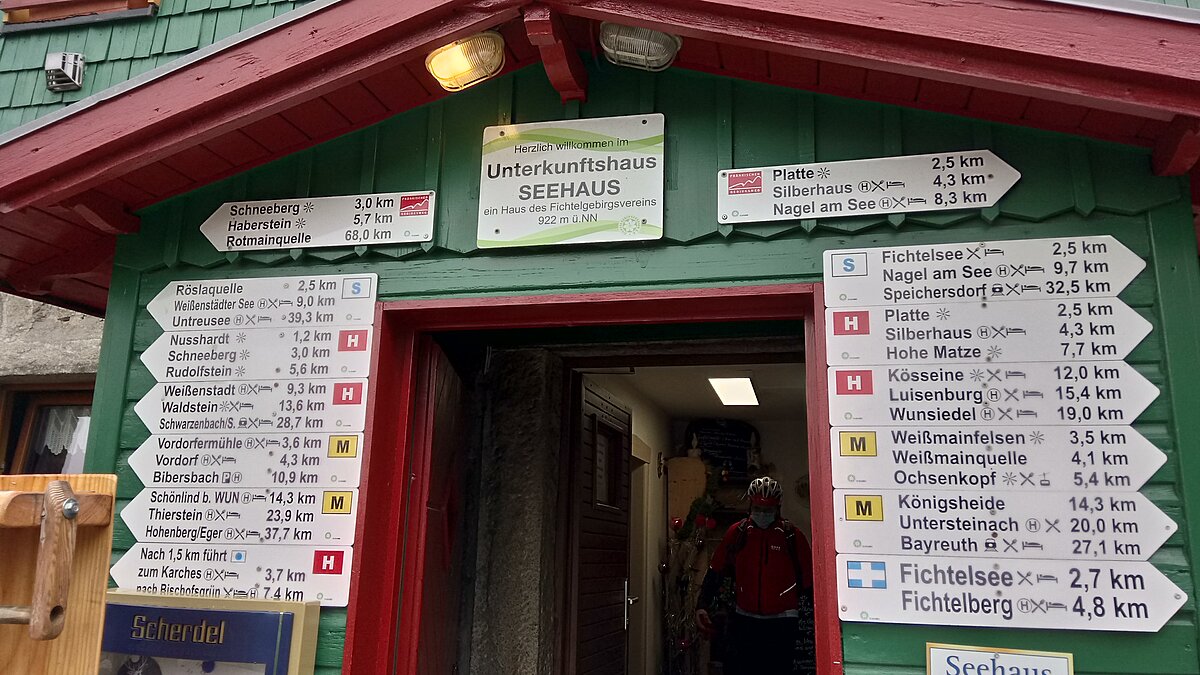 Herzlich willkommen im
Unterkunftshaus
SEEHAUS
ein Haus des Fichtelgebirgsvereins
922 m ü.NN
Schneeberg 3,0 km
Haberstein 5,7 km
Rotmainquelle 68,0 km
FRÄNKISCHER
GEBIRGSWEG
Platte 2,5 km
Silberhaus H 4,3 km
Nagel am See H 8,3 km
FRÄNKISCHER
GEBIRGSWEG
Röslaquelle 2,5 km S
Weißenstädter See H 9,0 km
Untreusee H 39,3 km
Nusshardt 1,2 km H
Schneeberg 3,0 km
Rudolfstein 5,6 km
Weißenstadt H 9,3 km H
Waldstein 13,6 km
Schwarzenbach/S. 28,7 km
Vordorfermühle H 3,6 km M
Vordorf H 4,3 km
Bibersbach P H 10,9 km
Schönlind b. WUN H 14,3 km M
Thierstein H 23,9 km
Hohenberg/Eger H 37,7 km
Nach 1,5 km führt H
zum Karches H 3,7 km
nach Bischofsgrün H 7,4 km
S Fichtelsee 2,5 km
Nagel am See H 9,7 km
Speichersdorf 32,5 km
H Platte 2,5 km
Silberhaus H 4,3 km
Hohe Matze 7,7 km
H Kösseine 12,0 km
Luisenburg H 15,4 km
Wunsiedel H 19,0 km
M Weißmainfelsen 3,5 km
Weißmainquelle 4,1 km
Ochsenkopf 5,4 km
M Königsheide 14,3 km
Untersteinach H 20,0 km
Bayreuth 27,1 km
Fichtelsee 2,7 km
Fichtelberg H 4,8 km
Scherdel
Seehaus